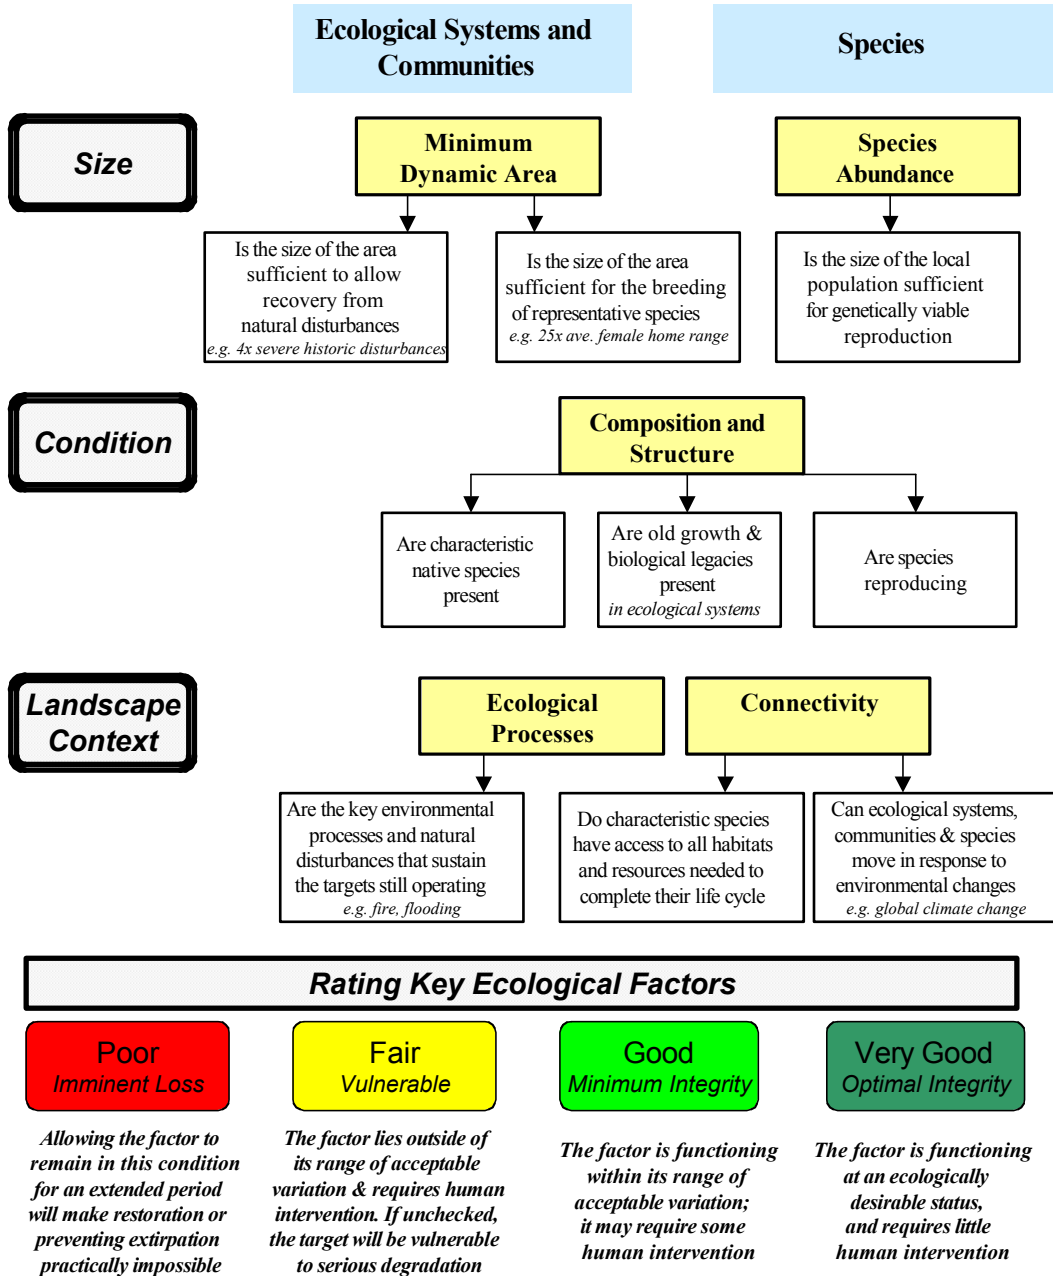 Ecological Systems and
Communities
Species
Size
Minimum
Dynamic Area
Species
Abundance
Is the size of the area
sufficient to allow
recovery from
natural disturbances
e.g. 4x severe historic disturbances
Is the size of the area
sufficient for the breeding
of representative species
e.g. 25x ave. female home range
Is the size of the local
population sufficient
for genetically viable
reproduction
Condition
Composition and
Structure
Are characteristic
native species
present
Are old growth &
biological legacies
present
in ecological systems
Are species
reproducing
Landscape
Context
Ecological
Processes
Connectivity
Are the key environmental
processes and natural
disturbances that sustain
the targets still operating
e.g. fire, flooding
Do characteristic species
have access to all habitats
and resources needed to
complete their life cycle
Can ecological systems,
communities & species
move in response to
environmental changes
e.g. global climate change
Rating Key Ecological Factors
Poor
Imminent Loss
Fair
Vulnerable
Good
Minimum Integrity
Very Good
Optimal Integrity
Allowing the factor to
remain in this condition
for an extended period
will make restoration or
preventing extirpation
practically impossible
The factor lies outside of
its range of acceptable
variation & requires human
intervention. If unchecked,
the target will be vulnerable
to serious degradation
The factor is functioning
within its range of
acceptable variation;
it may require some
human intervention
The factor is functioning
at an ecologically
desirable status,
and requires little
human intervention